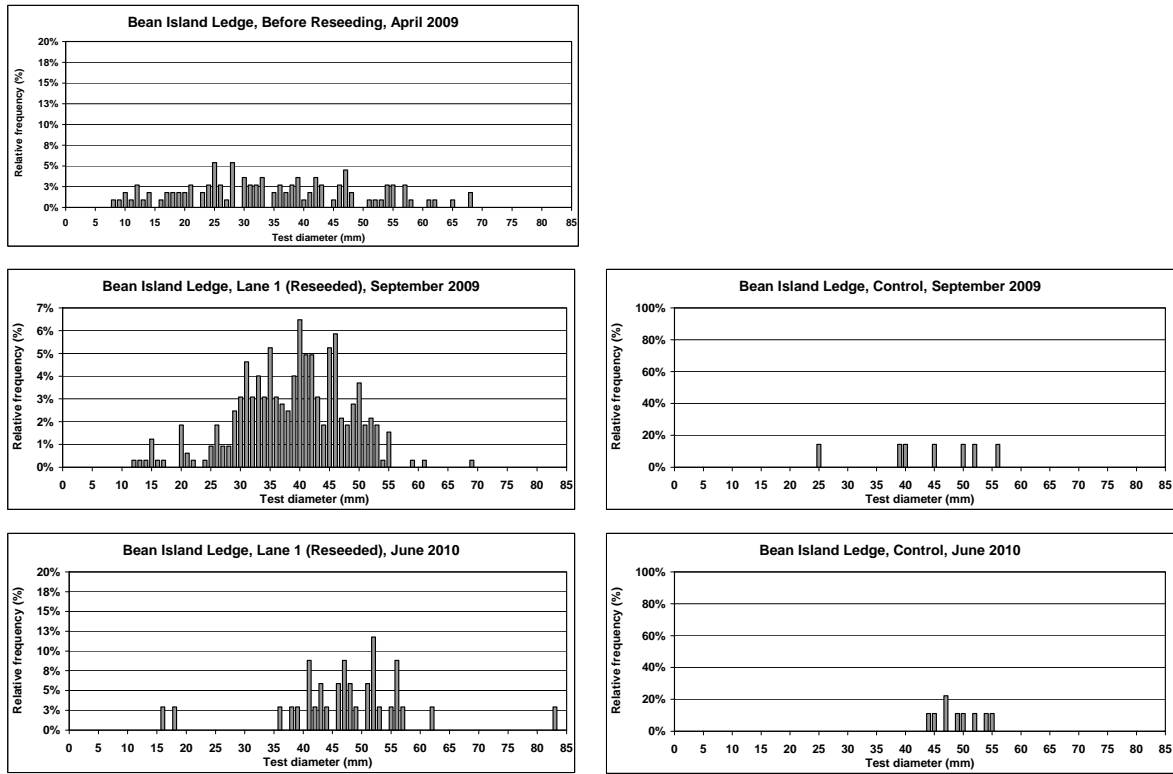 Bean Island Ledge, Before Reseeding, April 2009
Relative frequency (%)
20%
18%
15%
13%
10%
8%
5%
3%
0%
0 5 10 15 20 25 30 35 40 45 50 55 60 65 70 75 80 85
Test diameter (mm)
Bean Island Ledge, Lane 1 (Reseeded), September 2009
Relative frequency (%)
7%
6%
5%
4%
3%
2%
1%
0%
0 5 10 15 20 25 30 35 40 45 50 55 60 65 70 75 80 85
Test diameter (mm)
Bean Island Ledge, Control, September 2009
Relative frequency (%)
100%
80%
60%
40%
20%
0%
0 5 10 15 20 25 30 35 40 45 50 55 60 65 70 75 80 85
Test diameter (mm)
Bean Island Ledge, Lane 1 (Reseeded), June 2010
Relative frequency (%)
20%
18%
15%
13%
10%
8%
5%
3%
0%
0 5 10 15 20 25 30 35 40 45 50 55 60 65 70 75 80 85
Test diameter (mm)
Bean Island Ledge, Control, June 2010
Relative frequency (%)
100%
80%
60%
40%
20%
0%
0 5 10 15 20 25 30 35 40 45 50 55 60 65 70 75 80 85
Test diameter (mm)